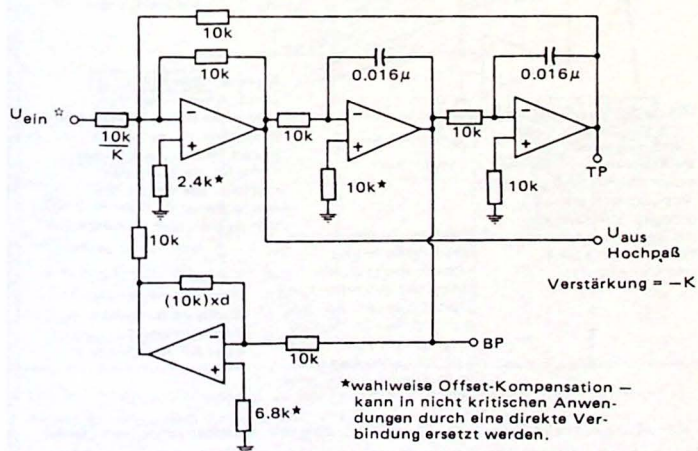 10k
10k
0.016µ
0.016µ
Uein ☆
10k
K
−
+
10k
−
+
10k
−
+
2.4k★
10k★
10k
TP
10k
Uaus
Hochpaß
Verstärkung = −K
(10k)xd
−
+
10k
BP
6.8k★
★wahlweise Offset-Kompensation —
kann in nicht kritischen Anwen-
dungen durch eine direkte Ver-
bindung ersetzt werden.